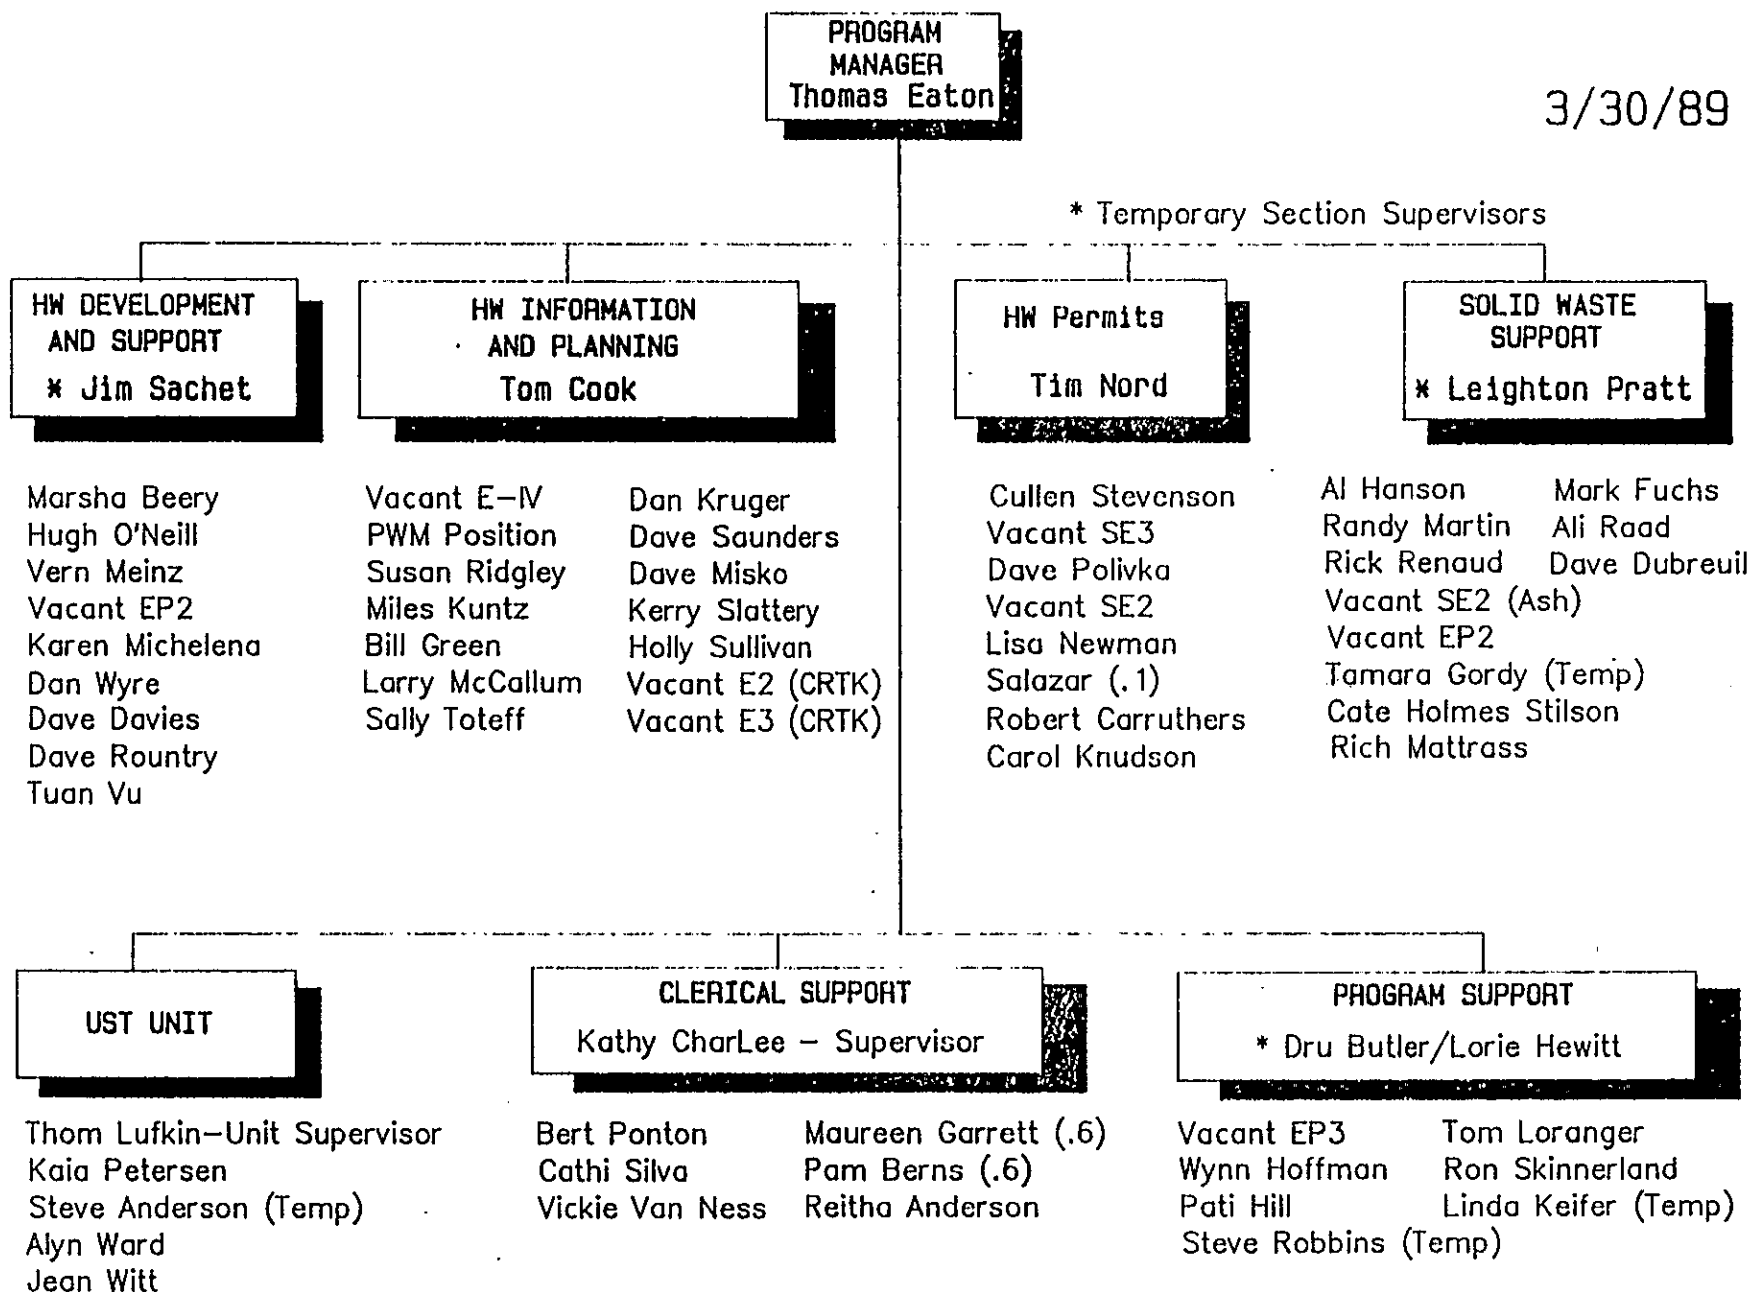 PROGRAM
MANAGER
Thomas Eaton
3/30/89
* Temporary Section Supervisors
HW DEVELOPMENT
AND SUPPORT
* Jim Sachet
HW INFORMATION
AND PLANNING
Tom Cook
HW Permits
Tim Nord
SOLID WASTE
SUPPORT
* Leighton Pratt
Marsha Beery
Hugh O'Neill
Vern Meinz
Vacant EP2
Karen Michelena
Dan Wyre
Dave Davies
Dave Rountry
Tuan Vu
Vacant E-IV
PWM Position
Susan Ridgley
Miles Kuntz
Bill Green
Larry McCallum
Sally Toteff
Dan Kruger
Dave Saunders
Dave Misko
Kerry Slattery
Holly Sullivan
Vacant E2 (CRTK)
Vacant E3 (CRTK)
Cullen Stevenson
Vacant SE3
Dave Polivka
Vacant SE2
Lisa Newman
Salazar (.1)
Robert Carruthers
Carol Knudson
Al Hanson
Randy Martin
Rick Renaud
Vacant SE2 (Ash)
Vacant EP2
Tamara Gordy (Temp)
Cate Holmes Stilson
Rich Mattrass
Mark Fuchs
Ali Raad
Dave Dubreuil
UST UNIT
CLERICAL SUPPORT
Kathy CharLee – Supervisor
PROGRAM SUPPORT
* Dru Butler/Lorie Hewitt
Thom Lufkin-Unit Supervisor
Kaia Petersen
Steve Anderson (Temp)
Alyn Ward
Jean Witt
Bert Ponton
Cathi Silva
Vickie Van Ness
Maureen Garrett (.6)
Pam Berns (.6)
Reitha Anderson
Vacant EP3
Wynn Hoffman
Pati Hill
Steve Robbins (Temp)
Tom Loranger
Ron Skinnerland
Linda Keifer (Temp)